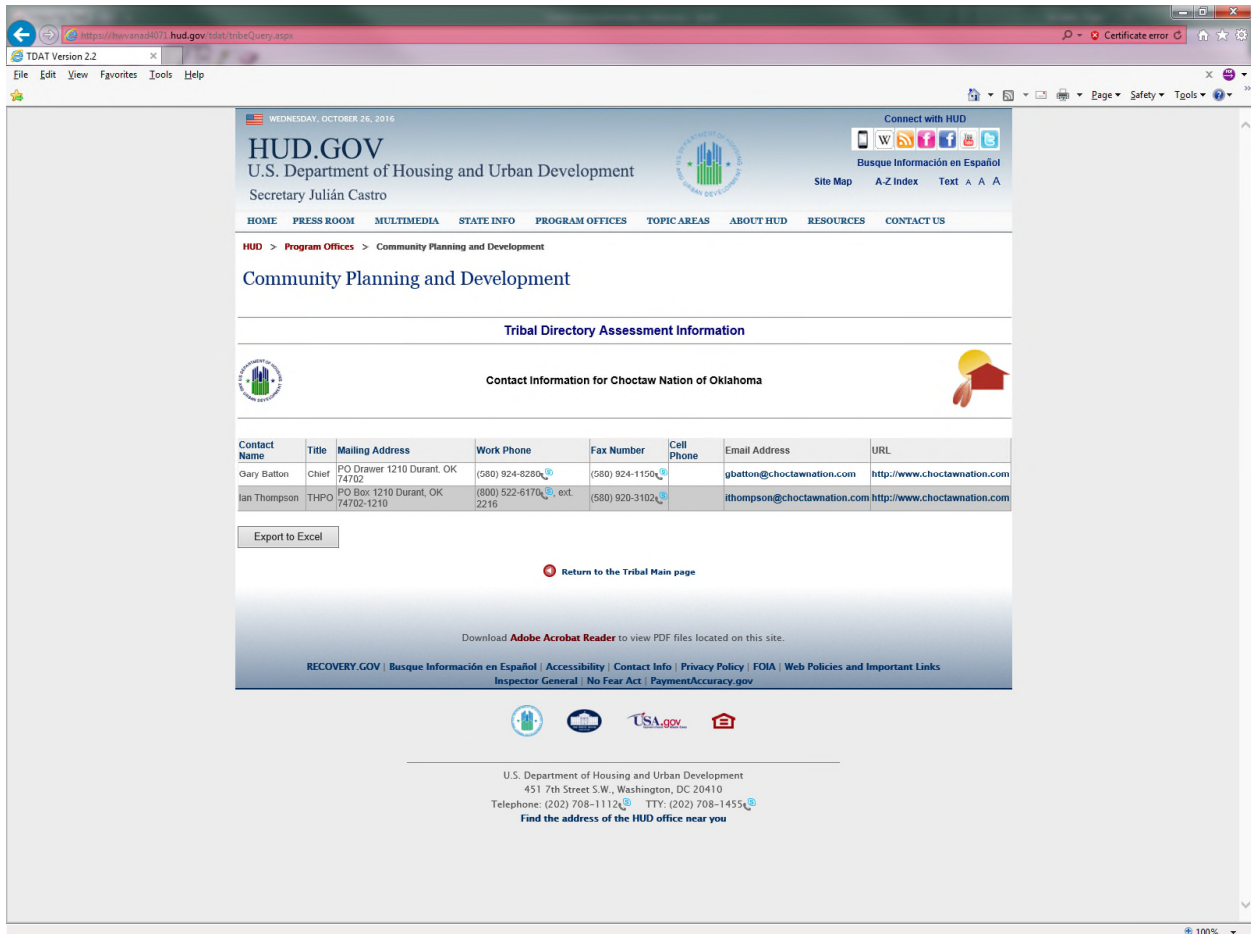 https://hwvanad4071.hud.gov/tdat/tribeQuery.aspx
Certificate error
TDAT Version 2.2
File Edit View Favorites Tools Help
Page Safety Tools
WEDNESDAY, OCTOBER 26, 2016
Connect with HUD
HUD.GOV
U.S. Department of Housing and Urban Development
Secretary Julián Castro
Busque Información en Español
Site Map A-Z Index Text A A A
HOME PRESS ROOM MULTIMEDIA STATE INFO PROGRAM OFFICES TOPIC AREAS ABOUT HUD RESOURCES CONTACT US
HUD > Program Offices > Community Planning and Development
Community Planning and Development
Tribal Directory Assessment Information
Contact Information for Choctaw Nation of Oklahoma
Contact Name Title Mailing Address Work Phone Fax Number Cell Phone Email Address URL
Gary Batton Chief PO Drawer 1210 Durant, OK 74702 (580) 924-8280 (580) 924-1150 gbatton@choctawnation.com http://www.choctawnation.com
Ian Thompson THPO PO Box 1210 Durant, OK 74702-1210 (800) 522-6170, ext. 2216 (580) 920-3102 ithompson@choctawnation.com http://www.choctawnation.com
Export to Excel
Return to the Tribal Main page
Download Adobe Acrobat Reader to view PDF files located on this site.
RECOVERY.GOV | Busque Información en Español | Accessibility | Contact Info | Privacy Policy | FOIA | Web Policies and Important Links
Inspector General | No Fear Act | PaymentAccuracy.gov
USA.gov
U.S. Department of Housing and Urban Development
451 7th Street S.W., Washington, DC 20410
Telephone: (202) 708-1112 TTY: (202) 708-1455
Find the address of the HUD office near you
100%